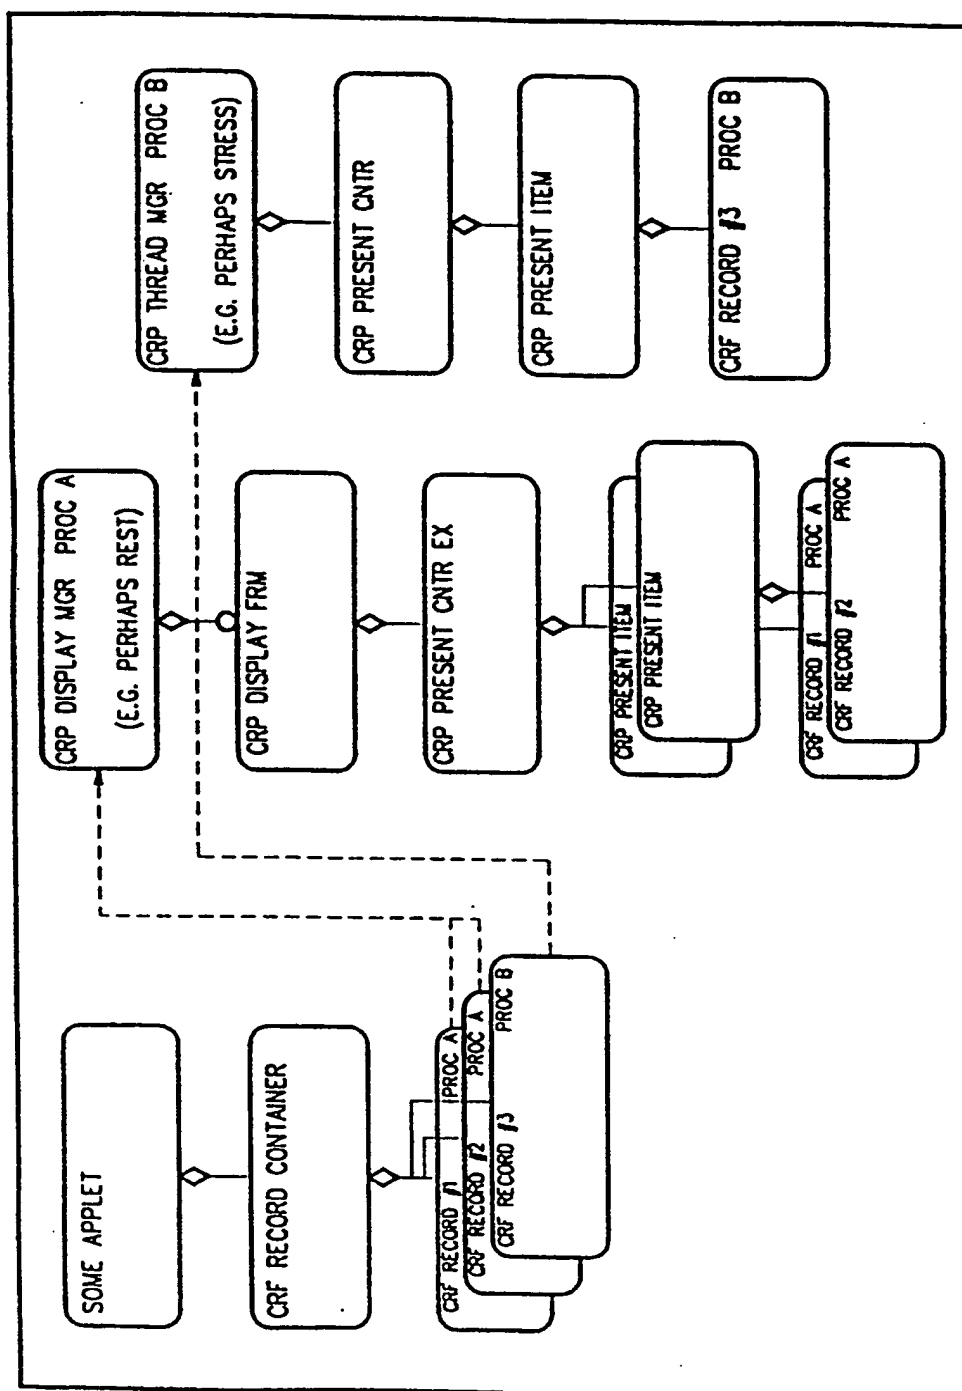 SOME APPLET
CRF RECORD CONTAINER
CRF RECORD #1 PROC A
CRF RECORD #2 PROC A
CRF RECORD #3 PROC B
CRP DISPLAY MGR PROC A
(E.G. PERHAPS REST)
CRP DISPLAY FRM
CRP PRESENT CNTR EX
CRP PRESENT ITEM
CRP PRESENT ITEM
CRF RECORD #1 PROC A
CRF RECORD #2 PROC A
CRP THREAD MGR PROC B
(E.G. PERHAPS STRESS)
CRP PRESENT CNTR
CRP PRESENT ITEM
CRF RECORD #3 PROC B